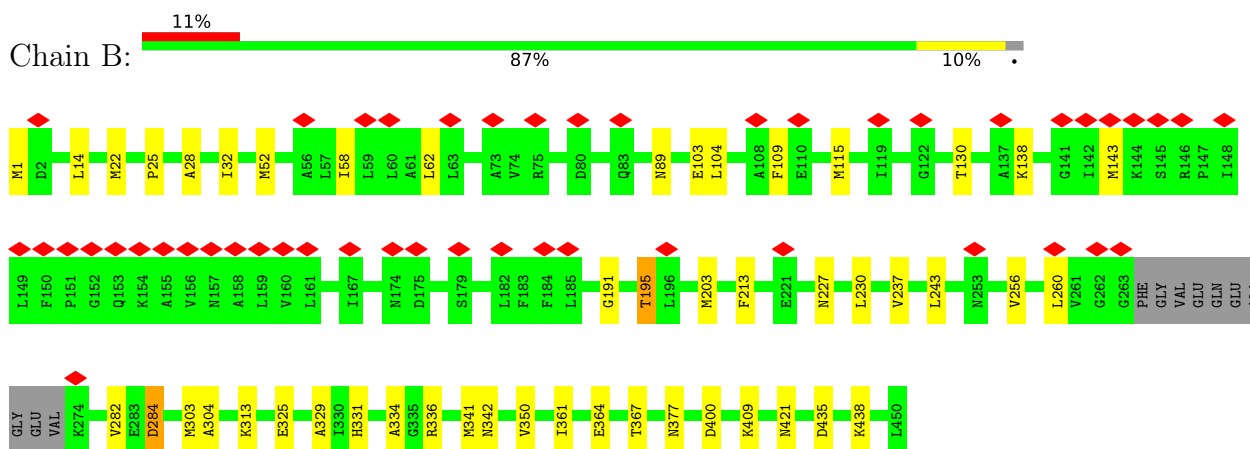 11%
Chain B:
87% 10% •
M1 D2 L14 M22 P25 A28 I32 M52 A56 L57 I58 L59 L60 A61 L62 L63 A73 V74 R75 D80 Q83 N89 E103 L104 A108 F109 E110 M115 I119 G122 T130 A137 K138 G141 I142 M143 K144 S145 R146 P147 I148
L149 F150 P151 G152 Q153 K154 A155 V156 N157 A158 L159 V160 L161 I167 N174 D175 S179 L182 F183 F184 L185 G191 T195 L196 M203 F213 E221 N227 L230 V237 L243 N253 V256 L260 V261 G262 G263 PHE GLY VAL GLU GLN GLU
GLY GLU VAL K274 V282 E283 D284 M303 A304 K313 E325 A329 I330 H331 A334 G335 R336 M341 N342 V350 I361 E364 T367 N377 D400 K409 N421 D435 K438 L450